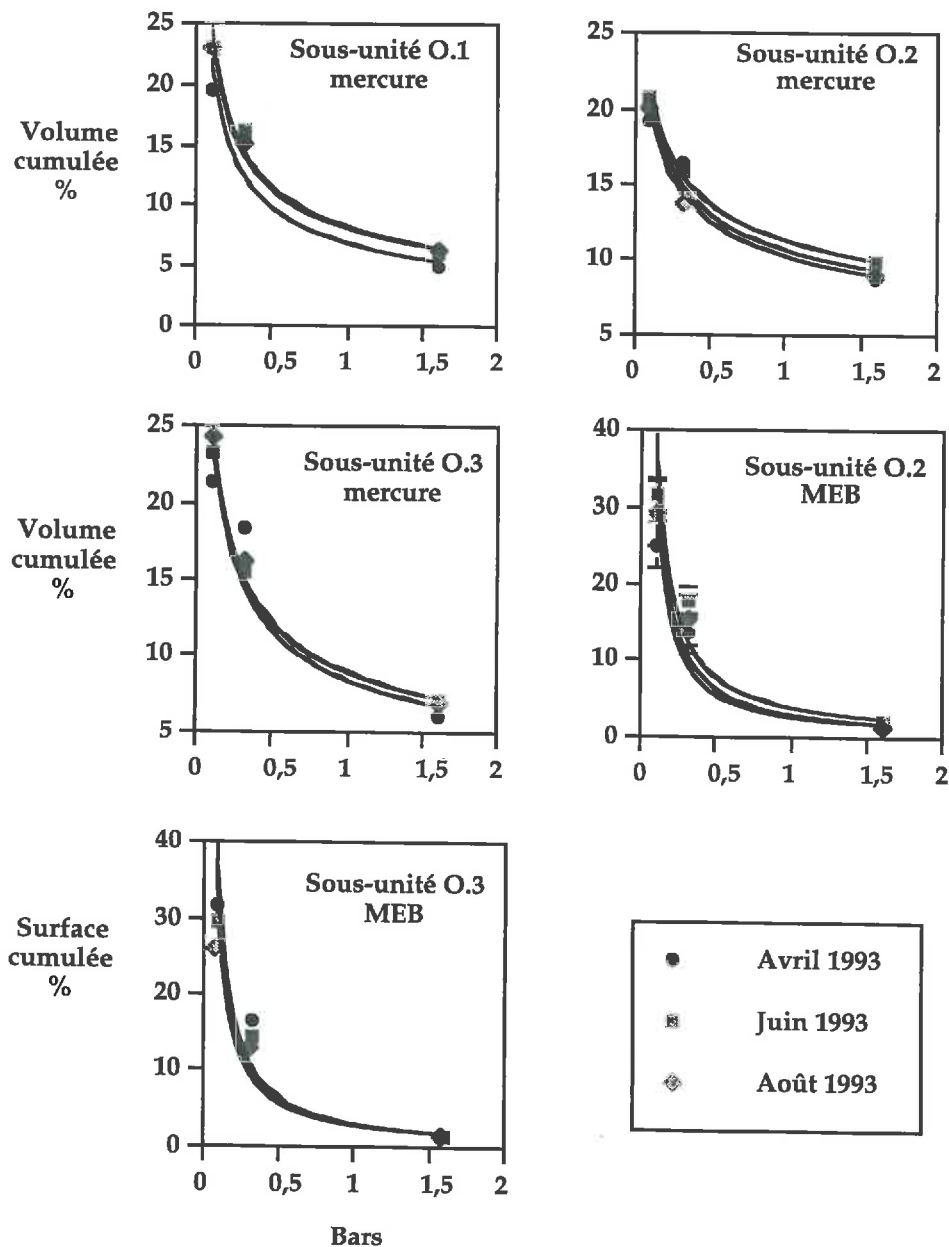 25
20
15
10
5
0
Volume
cumulée
%
Sous-unité O.1
mercure
0 0,5 1 1,5 2
25
20
15
10
5
Sous-unité O.2
mercure
0 0,5 1 1,5 2
25
20
15
10
5
Volume
cumulée
%
Sous-unité O.3
mercure
0 0,5 1 1,5 2
40
30
20
10
0
Sous-unité O.2
MEB
0 0,5 1 1,5 2
40
30
20
10
0
Surface
cumulée
%
Sous-unité O.3
MEB
0 0,5 1 1,5 2
Bars
Avril 1993
Juin 1993
Août 1993